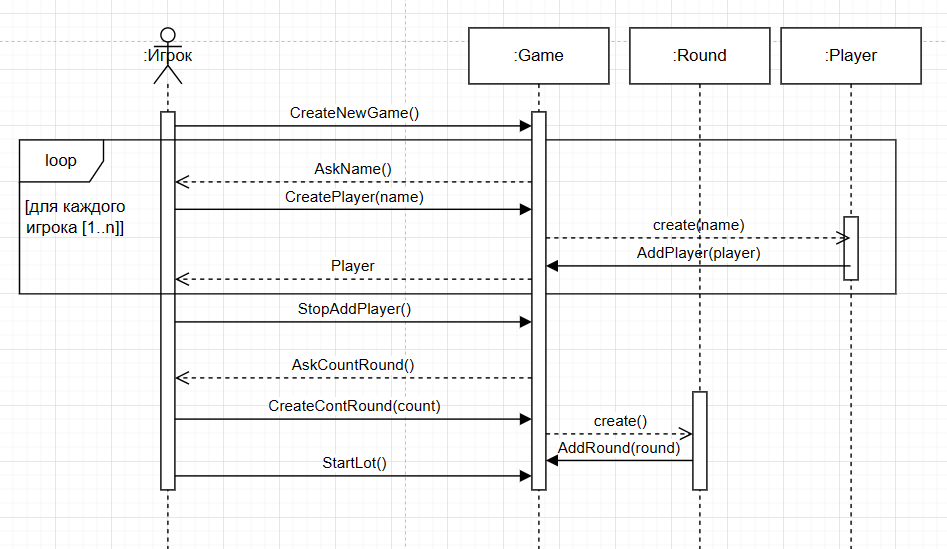 :Игрок
:Game
:Round
:Player
CreateNewGame()
loop
AskName()
[для каждого
игрока [1..n]]
CreatePlayer(name)
create(name)
AddPlayer(player)
Player
StopAddPlayer()
AskCountRound()
CreateContRound(count)
create()
AddRound(round)
StartLot()